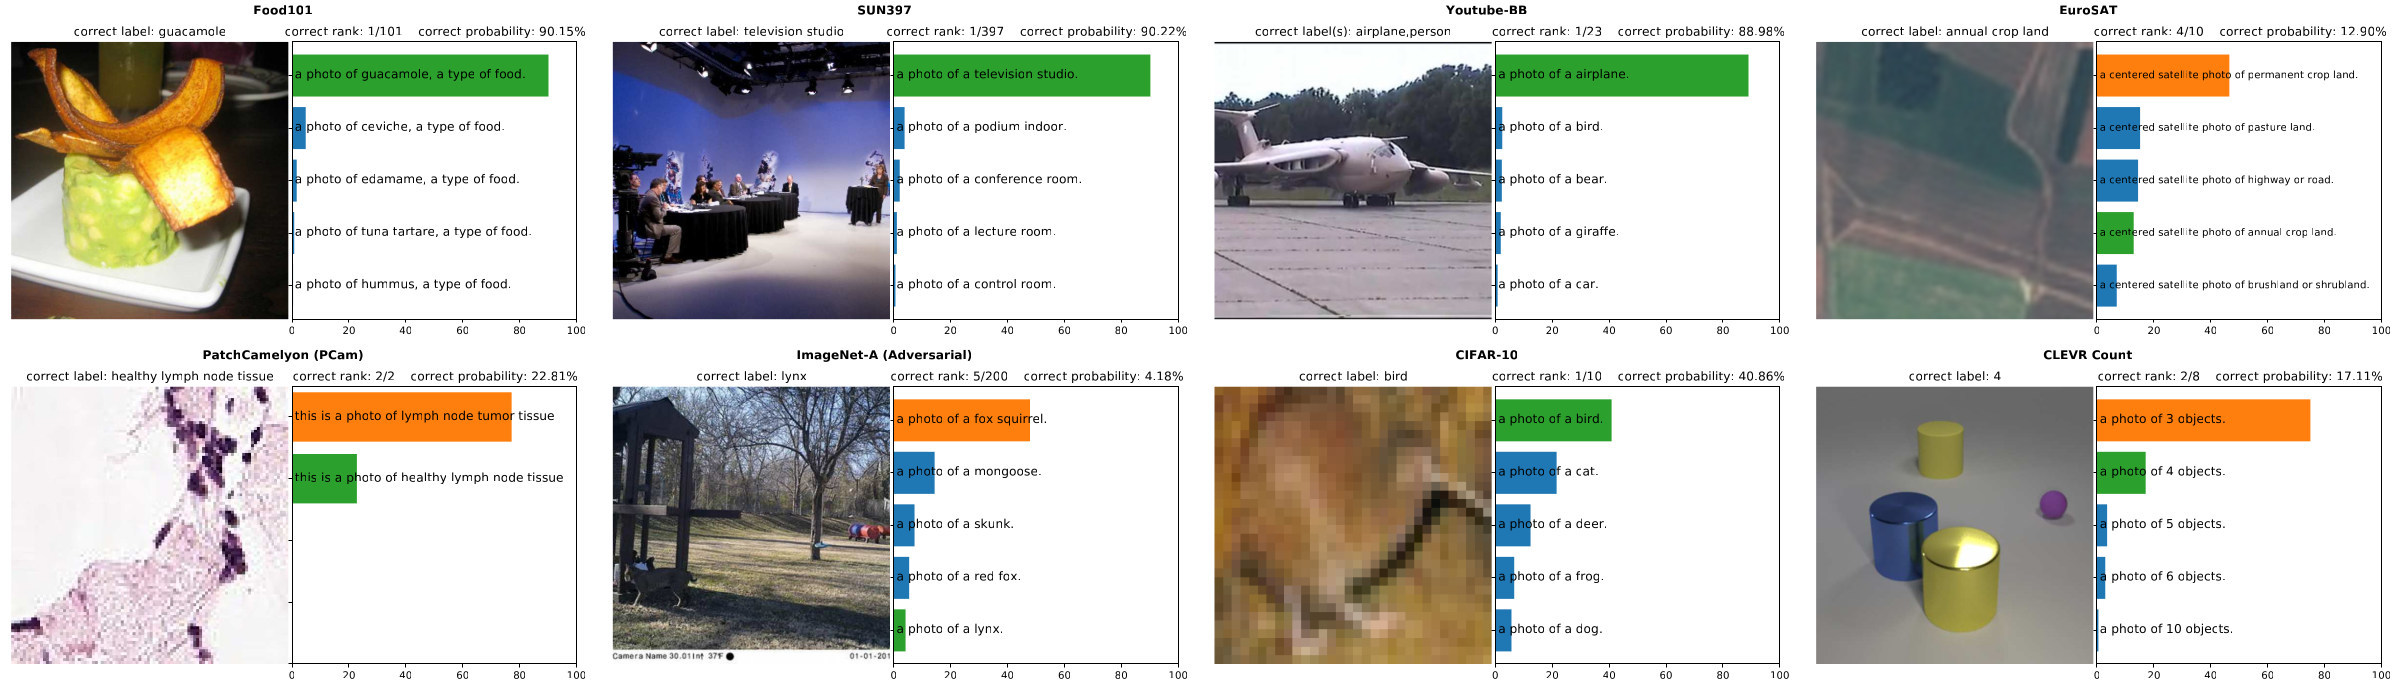 Food101
correct label: guacamole
correct rank: 1/101 correct probability: 90.15%
a photo of guacamole, a type of food.
a photo of ceviche, a type of food.
a photo of edamame, a type of food.
a photo of tuna tartare, a type of food.
a photo of hummus, a type of food.
0 20 40 60 80 100
SUN397
correct label: television studio
correct rank: 1/397 correct probability: 90.22%
a photo of a television studio.
a photo of a podium indoor.
a photo of a conference room.
a photo of a lecture room.
a photo of a control room.
0 20 40 60 80 100
Youtube-BB
correct label(s): airplane,person
correct rank: 1/23 correct probability: 88.98%
a photo of a airplane.
a photo of a bird.
a photo of a bear.
a photo of a giraffe.
a photo of a car.
0 20 40 60 80 100
EuroSAT
correct label: annual crop land
correct rank: 4/10 correct probability: 12.90%
a centered satellite photo of permanent crop land.
a centered satellite photo of pasture land.
a centered satellite photo of highway or road.
a centered satellite photo of annual crop land.
a centered satellite photo of brushland or shrubland.
0 20 40 60 80 100
PatchCamelyon (PCam)
correct label: healthy lymph node tissue
correct rank: 2/2 correct probability: 22.81%
this is a photo of lymph node tumor tissue
this is a photo of healthy lymph node tissue
0 20 40 60 80 100
ImageNet-A (Adversarial)
correct label: lynx
correct rank: 5/200 correct probability: 4.18%
a photo of a fox squirrel.
a photo of a mongoose.
a photo of a skunk.
a photo of a red fox.
a photo of a lynx.
Camera Name 30.01In† 37°F ● 01-01-201
0 20 40 60 80 100
CIFAR-10
correct label: bird
correct rank: 1/10 correct probability: 40.86%
a photo of a bird.
a photo of a cat.
a photo of a deer.
a photo of a frog.
a photo of a dog.
0 20 40 60 80 100
CLEVR Count
correct label: 4
correct rank: 2/8 correct probability: 17.11%
a photo of 3 objects.
a photo of 4 objects.
a photo of 5 objects.
a photo of 6 objects.
a photo of 10 objects.
0 20 40 60 80 100